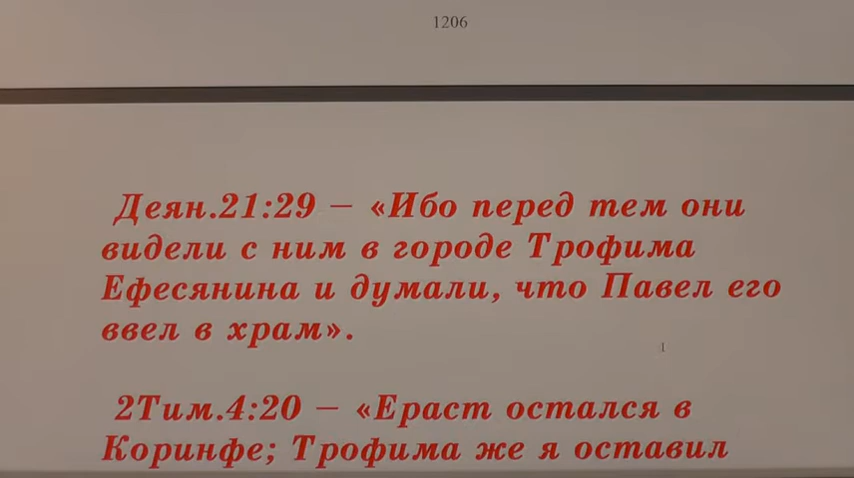 1206
Деян.21:29 – «Ибо перед тем они
видели с ним в городе Трофима
Ефесянина и думали, что Павел его
ввел в храм».
2Тим.4:20 – «Ераст остался в
Коринфе; Трофима же я оставил